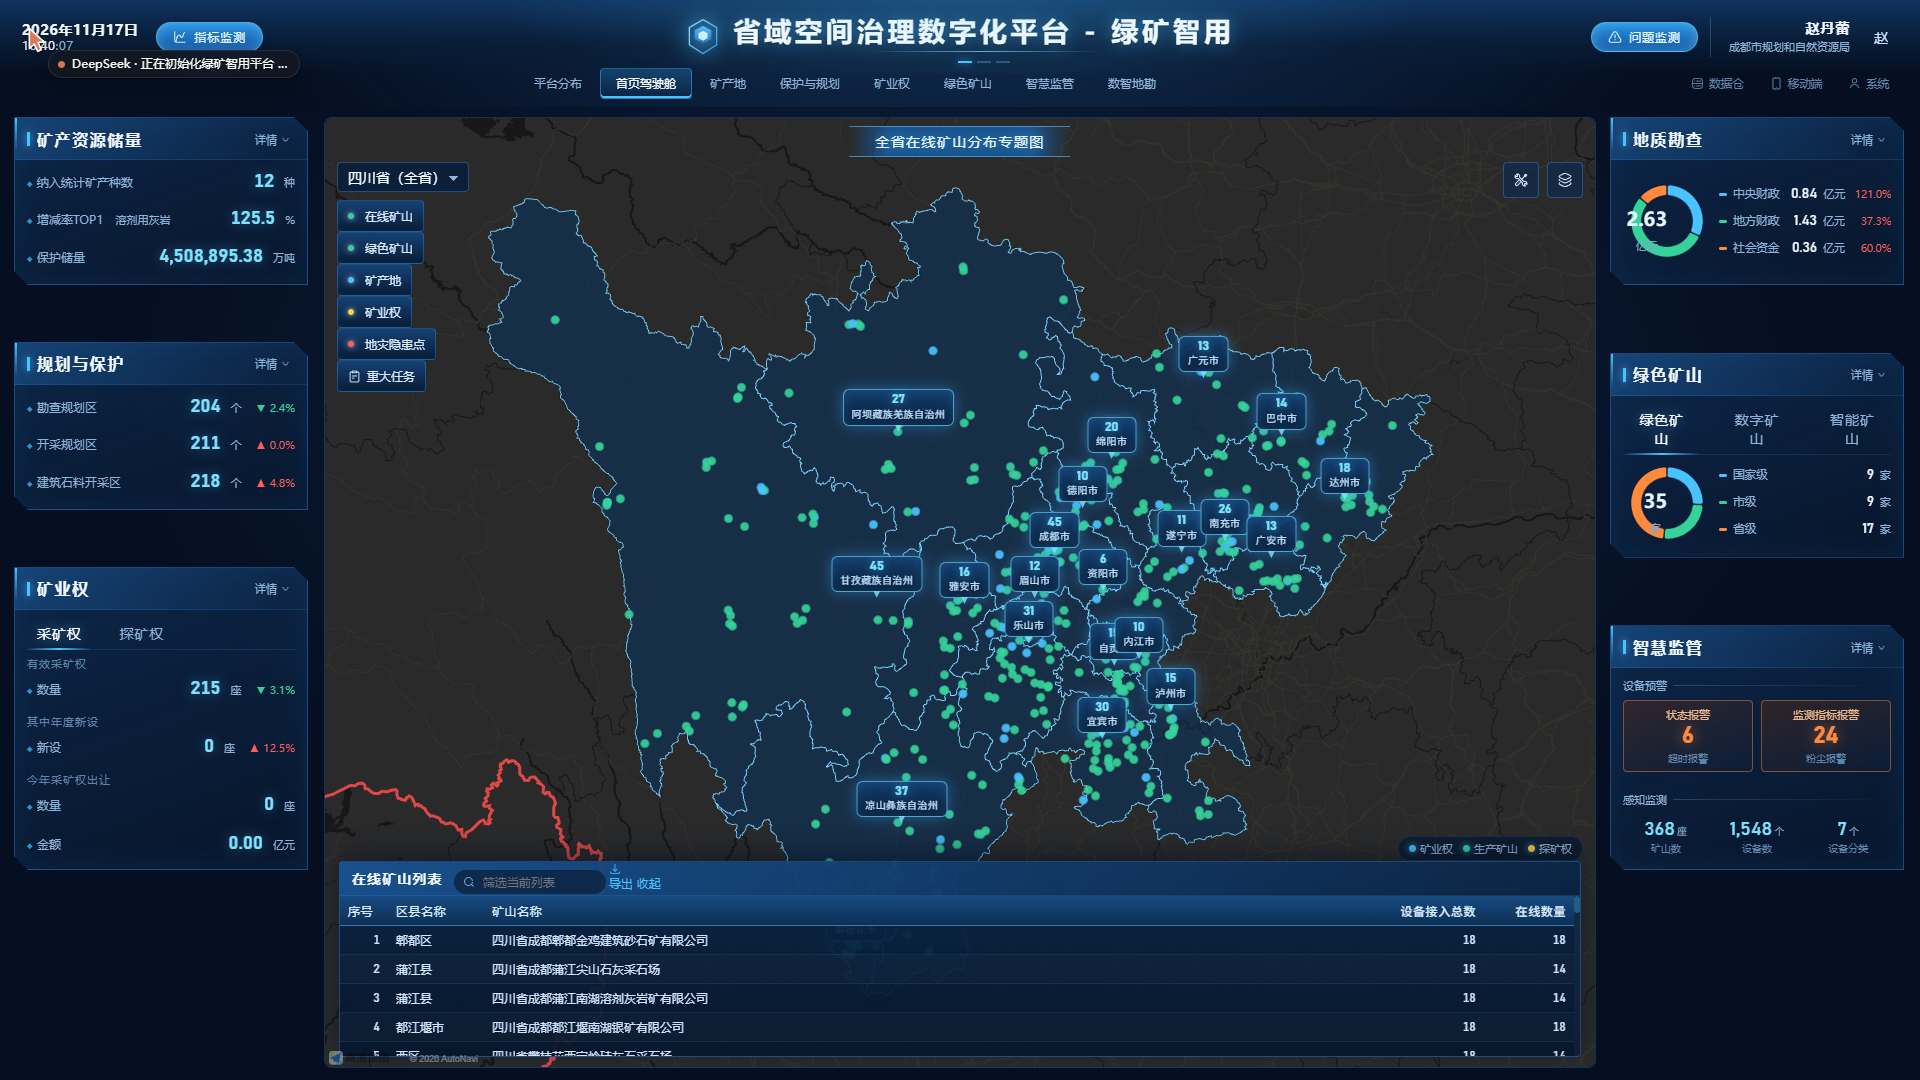 2026年11月17日
指标监测
DeepSeek · 正在初始化绿矿智用平台 ...
省域空间治理数字化平台 - 绿矿智用
问题监测
赵丹蕾
成都市规划和自然资源局
赵
平台分布
首页驾驶舱
矿产地
保护与规划
矿业权
绿色矿山
智慧监管
数智地勘
数据仓
移动端
系统
矿产资源储量
详情
纳入统计矿产种数 12 种
增减率TOP1 溶剂用灰岩 125.5 %
保护储量 4,508,895.38 万吨
规划与保护
详情
勘查规划区 204 个 ▼ 2.4%
开采规划区 211 个 ▲ 0.0%
建筑石料开采区 218 个 ▲ 4.8%
矿业权
详情
采矿权 探矿权
有效采矿权
数量 215 座 ▼ 3.1%
其中年度新设
新设 0 座 ▲ 12.5%
今年采矿权出让
数量 0 座
金额 0.00 亿元
全省在线矿山分布专题图
四川省（全省）
在线矿山
绿色矿山
矿产地
矿业权
地灾隐患点
重大任务
13
广元市
27
阿坝藏族羌族自治州
14
巴中市
20
绵阳市
18
达州市
10
德阳市
26
南充市
11
遂宁市
45
成都市
13
广安市
6
资阳市
45
甘孜藏族自治州
16
雅安市
12
眉山市
31
乐山市
10
内江市
15
泸州市
30
宜宾市
37
凉山彝族自治州
矿业权 生产矿山 探矿权
在线矿山列表
筛选当前列表
导出 收起
序号 区县名称 矿山名称 设备接入总数 在线数量
1 郫都区 四川省成都郫都金鸡建筑砂石矿有限公司 18 18
2 蒲江县 四川省成都蒲江尖山石灰采石场 18 14
3 蒲江县 四川省成都蒲江南湖溶剂灰岩矿有限公司 18 14
4 都江堰市 四川省成都都江堰南湖银矿有限公司 18 18
© 2026 AutoNavi
地质勘查
详情
2.63
中央财政 0.84 亿元 121.0%
地方财政 1.43 亿元 37.3%
社会资金 0.36 亿元 60.0%
绿色矿山
详情
绿色矿山
数字矿山
智能矿山
35
国家级 9 家
市级 9 家
省级 17 家
智慧监管
详情
设备预警
状态报警
6
超时报警
监测指标报警
24
粉尘报警
感知监测
368 座
矿山数
1,548 个
设备数
7 个
设备分类